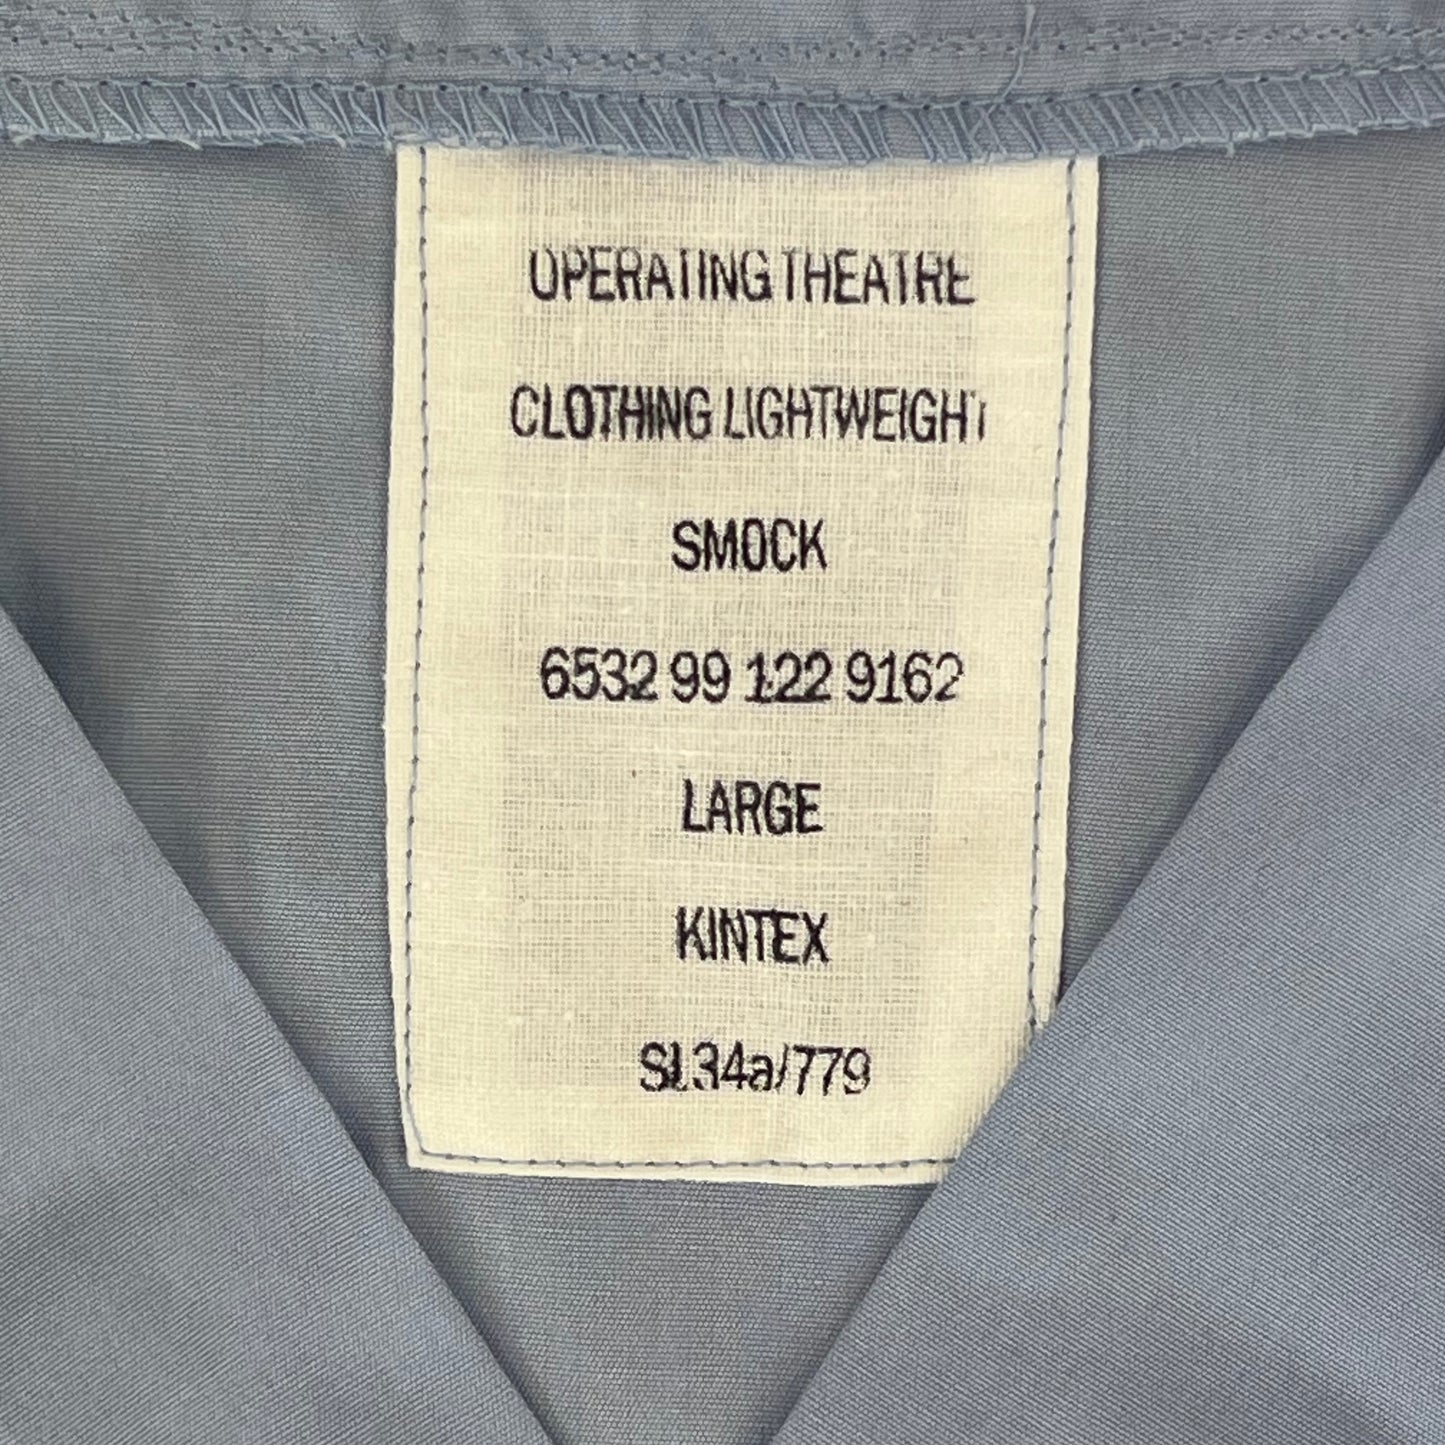 OPERATING THEATRE
CLOTHING LIGHTWEIGHT
SMOCK
6532 99 122 9162
LARGE
KINTEX
SL34a/779